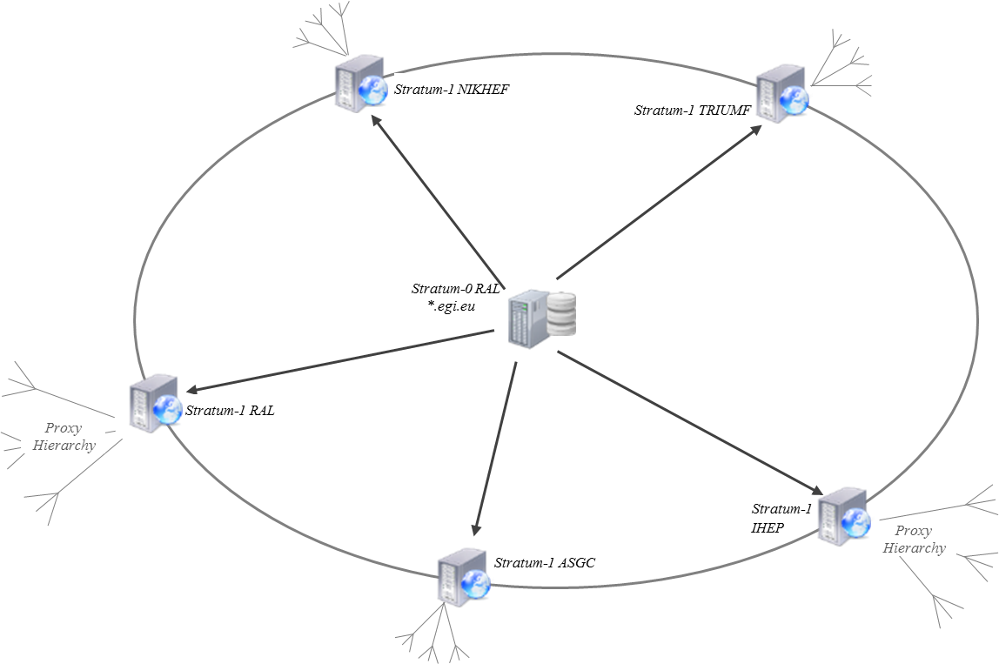 Stratum-1 NIKHEF
Stratum-1 TRIUMF
Stratum-0 RAL
*.egi.eu
Stratum-1 RAL
Proxy
Hierarchy
Stratum-1
IHEP
Proxy
Hierarchy
Stratum-1 ASGC